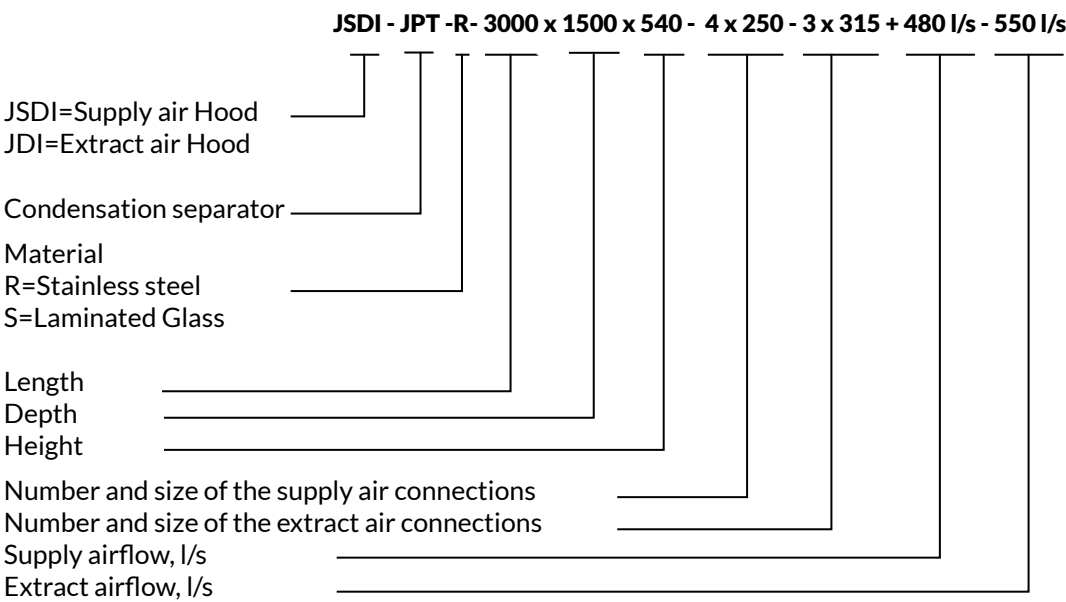 JSDI - JPT -R- 3000 x 1500 x 540 - 4 x 250 - 3 x 315 + 480 l/s - 550 l/s
JSDI=Supply air Hood
JDI=Extract air Hood
Condensation separator
Material
R=Stainless steel
S=Laminated Glass
Length
Depth
Height
Number and size of the supply air connections
Number and size of the extract air connections
Supply airflow, l/s
Extract airflow, l/s